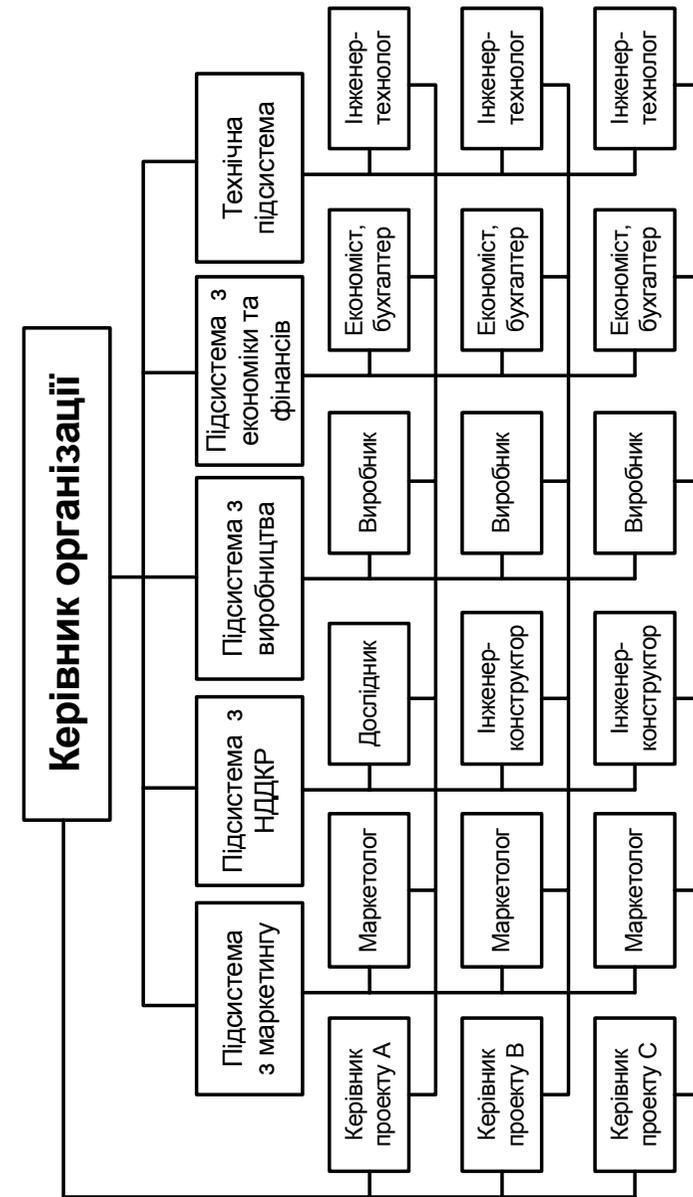 Керівник організації
Підсистема
з маркетингу
Підсистема з
НДДКР
Підсистема з
виробництва
Підсистема з
економіки та
фінансів
Технічна
підсистема
Керівник
проекту А
Маркетолог
Дослідник
Виробник
Економіст,
бухгалтер
Інженер-
технолог
Керівник
проекту В
Маркетолог
Інженер-
конструктор
Виробник
Економіст,
бухгалтер
Інженер-
технолог
Керівник
проекту С
Маркетолог
Інженер-
конструктор
Виробник
Економіст,
бухгалтер
Інженер-
технолог